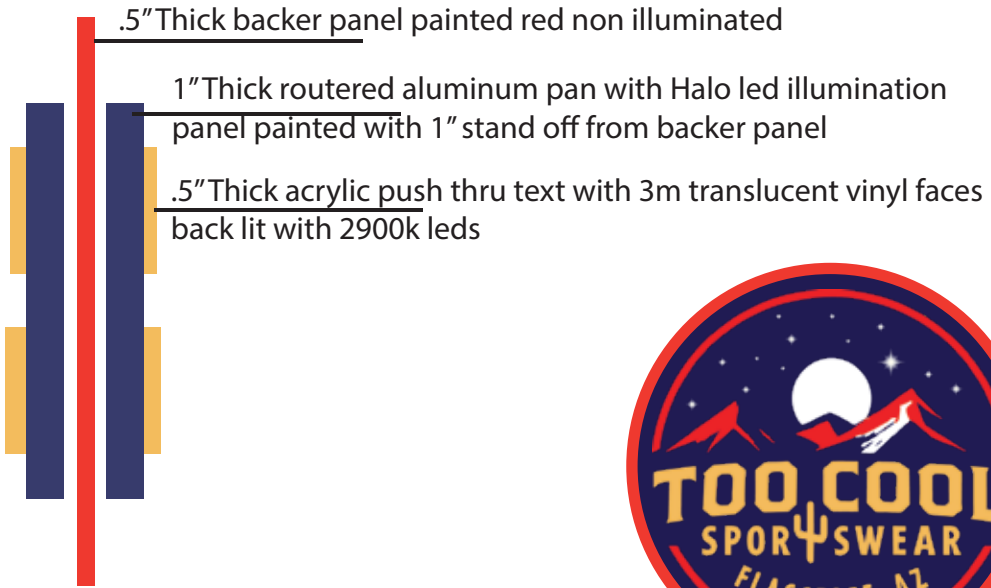 .5" Thick backer panel painted red non illuminated
1" Thick routered aluminum pan with Halo led illumination
panel painted with 1" stand off from backer panel
.5" Thick acrylic push thru text with 3m translucent vinyl faces
back lit with 2900k leds
TOO COOL
SPORTSWEAR
AZ